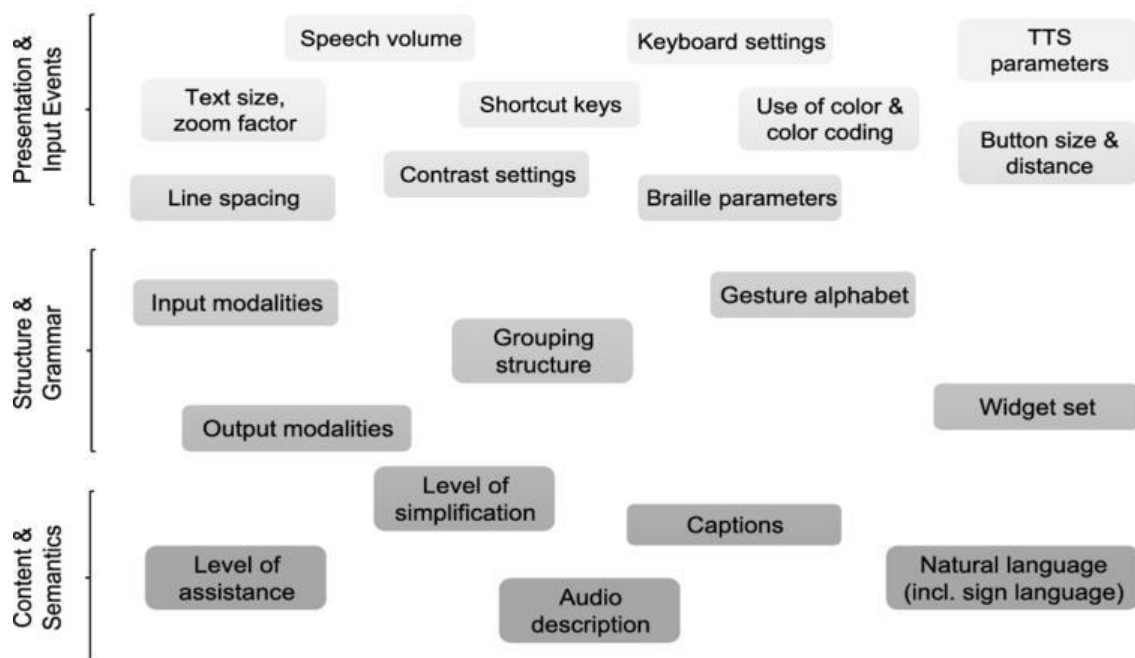 Presentation &
Input Events
Speech volume
Keyboard settings
TTS
parameters
Text size,
zoom factor
Shortcut keys
Use of color &
color coding
Button size &
distance
Line spacing
Contrast settings
Braille parameters
Structure &
Grammar
Input modalities
Gesture alphabet
Grouping
structure
Widget set
Output modalities
Content &
Semantics
Level of
simplification
Captions
Level of
assistance
Audio
description
Natural language
(incl. sign language)